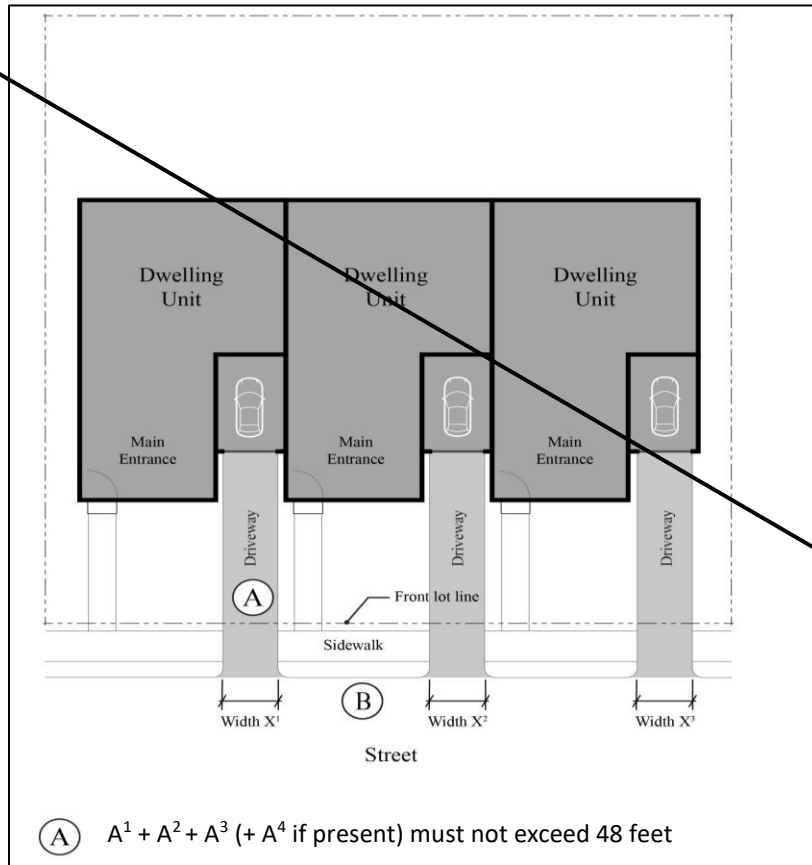 Dwelling
Unit
Dwelling
Unit
Dwelling
Unit
Main
Entrance
Main
Entrance
Main
Entrance
Driveway
Driveway
Driveway
A
Front lot line
Sidewalk
B
Width X¹
Width X²
Width X³
Street
A A¹ + A² + A³ (+ A⁴ if present) must not exceed 48 feet